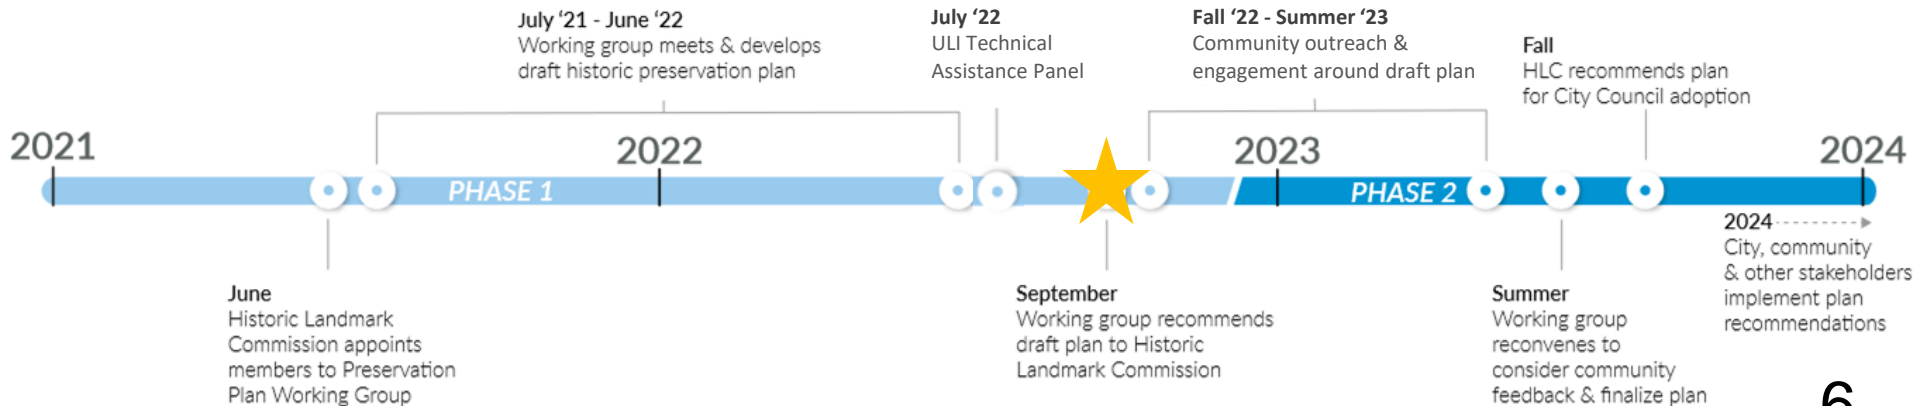 July ‘21 - June ‘22
Working group meets & develops
draft historic preservation plan
July ‘22
ULI Technical
Assistance Panel
Fall ‘22 - Summer ‘23
Community outreach &
engagement around draft plan
Fall
HLC recommends plan
for City Council adoption
2021
2022
2023
2024
PHASE 1
PHASE 2
June
Historic Landmark
Commission appoints
members to Preservation
Plan Working Group
September
Working group recommends
draft plan to Historic
Landmark Commission
Summer
Working group
reconvenes to
consider community
feedback & finalize plan
2024
City, community
& other stakeholders
implement plan
recommendations
6